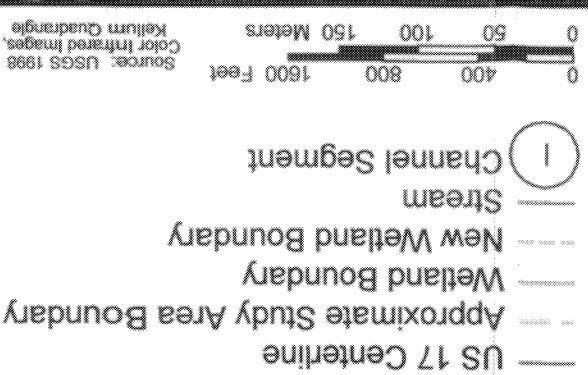 US 17 Centerline
Approximate Study Area Boundary
Wetland Boundary
New Wetland Boundary
Stream
1 Channel Segment
0 400 800 1600 Feet
0 50 100 150 Meters
Source: USGS 1998
Color Infrared Images,
Kellum Quadrangle